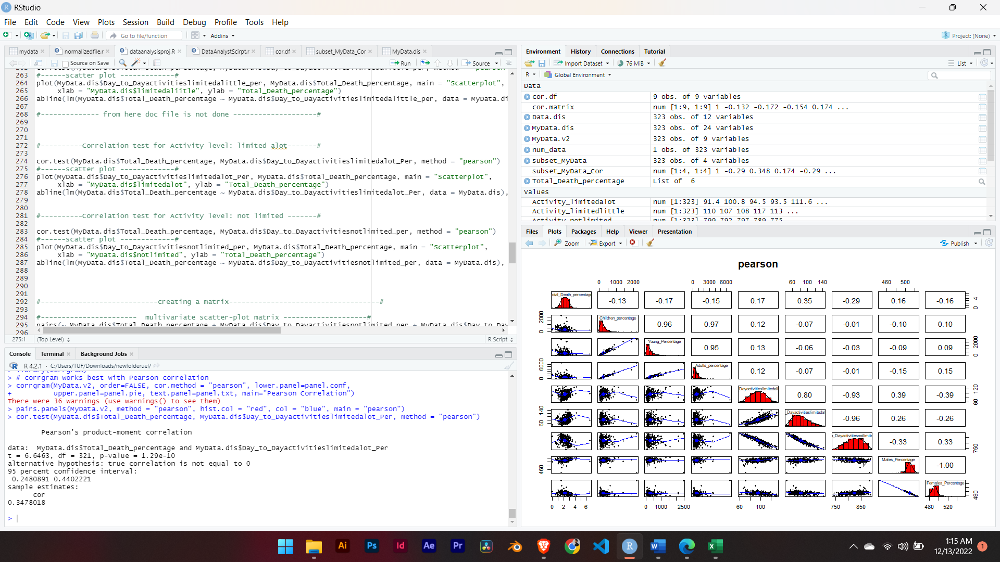 RStudio
File Edit Code View Plots Session Build Debug Profile Tools Help
Go to file/function Addins Project: (None)
mydata normalizedfile.r dataanalysisproj.R DataAnalystScirpt.r cor.df subset_MyData_Cor MyData.dis
Source on Save Run Source
263 #------scatter plot -------------#
264 plot(MyData.dis$Day_to_Dayactivitieslimitedalittle_per, MyData.dis$Total_Death_percentage, main = "Scatterplot",
265 xlab = "MyData.dis$limitedaliitle", ylab = "Total_Death_percentage")
266 abline(lm(MyData.dis$Total_Death_percentage ~ MyData.dis$Day_to_Dayactivitieslimitedalittle_per, data = MyData.di
267
268 #-------------- from here doc file is not done --------------------#
269
270
271
272 #----------Correlation test for Activity level: limited alot-------#
273
274 cor.test(MyData.dis$Total_Death_percentage, MyData.dis$Day_to_Dayactivitieslimitedalot_Per, method = "pearson")
275 #------scatter plot -------------#
276 plot(MyData.dis$Day_to_Dayactivitieslimitedalot_Per, MyData.dis$Total_Death_percentage, main = "Scatterplot",
277 xlab = "MyData.dis$limitedalot", ylab = "Total_Death_percentage")
278 abline(lm(MyData.dis$Total_Death_percentage ~ MyData.dis$Day_to_Dayactivitieslimitedalot_Per, data = MyData.dis),
279
280
281 #----------Correlation test for Activity level: not limited -------#
282
283 cor.test(MyData.dis$Total_Death_percentage, MyData.dis$Day_to_Dayactivitiesnotlimited_per, method = "pearson")
284 #------scatter plot -------------#
285 plot(MyData.dis$Day_to_Dayactivitiesnotlimited_per, MyData.dis$Total_Death_percentage, main = "Scatterplot",
286 xlab = "MyData.dis$notlimited", ylab = "Total_Death_percentage")
287 abline(lm(MyData.dis$Total_Death_percentage ~ MyData.dis$Day_to_Dayactivitiesnotlimited_per, data = MyData.dis),
288
289
290
291
292 #----------------------------creating a matrix------------------------------------#
293
294 #----------------------- multivariate scatter-plot matrix --------------------#
295 pairs(~ MyData.dis$Total_Death_percentage + MyData.dis$Day_to_Dayactivitiesnotlimited_per + MyData.dis$Day_to_Day
296
275:1 (Top Level) R Script
Console Terminal Background Jobs
R 4.2.1 · C:/Users/TUF/Downloads/newfolderuel/
> library(corrgram)
> # corrgram works best with Pearson correlation
> corrgram(MyData.v2, order=FALSE, cor.method = "pearson", lower.panel=panel.conf,
+ upper.panel=panel.pie, text.panel=panel.txt, main="Pearson Correlation")
There were 36 warnings (use warnings() to see them)
> pairs.panels(MyData.v2, method = "pearson", hist.col = "red", col = "blue", main = "pearson")
> cor.test(MyData.dis$Total_Death_percentage, MyData.dis$Day_to_Dayactivitieslimitedalot_Per, method = "pearson")
Pearson's product-moment correlation
data: MyData.dis$Total_Death_percentage and MyData.dis$Day_to_Dayactivitieslimitedalot_Per
t = 6.6463, df = 321, p-value = 1.29e-10
alternative hypothesis: true correlation is not equal to 0
95 percent confidence interval:
0.2480891 0.4402221
sample estimates:
cor
0.3478018
>
Environment History Connections Tutorial
Import Dataset 76 MiB List
R Global Environment
Data
cor.df 9 obs. of 9 variables
cor.matrix num [1:9, 1:9] 1 -0.132 -0.172 -0.154 0.174 ...
Data.dis 323 obs. of 12 variables
MyData.dis 323 obs. of 24 variables
MyData.v2 323 obs. of 9 variables
num_data 1 obs. of 323 variables
subset_MyData 323 obs. of 4 variables
subset_MyData_Cor num [1:4, 1:4] 1 -0.29 0.348 0.174 -0.29 ...
Total_Death_percentage List of 6
Values
Activity_limitedalot num [1:323] 91.4 100.8 94.5 93.5 111.6 ...
Activity_limitedlittle num [1:323] 110 107 108 117 113 ...
Activity_notlimited num [1:323] 799 792 797 789 775
Files Plots Packages Help Viewer Presentation
Zoom Export Publish
pearson
0 1000 2000 0 3000 6000 60 100 140 460 500
otal_Death_percentage -0.13 -0.17 -0.15 0.17 0.35 -0.29 0.16 -0.16 0 4
0 2000 Children_percentage 0.96 0.97 0.12 -0.07 -0.01 -0.10 0.10
Young_Percentage 0.95 0.13 -0.06 -0.03 -0.09 0.09 0 2000
0 6000 Adults_percentage 0.12 -0.07 -0.01 -0.15 0.15
Dayactivitieslimitedali 0.80 -0.93 0.39 -0.39 60 120
60 140 Dayactivitieslimitedal -0.96 0.26 -0.26
_Dayactivitiesnotlimite -0.33 0.33 750
460 Males_Percentage -1.00
Females_Percentage 480
0 2 4 6 0 1000 2500 60 100 750 850 480 520
Ai Ps Id Ae Pr R W X
1:15 AM
12/13/2022
1